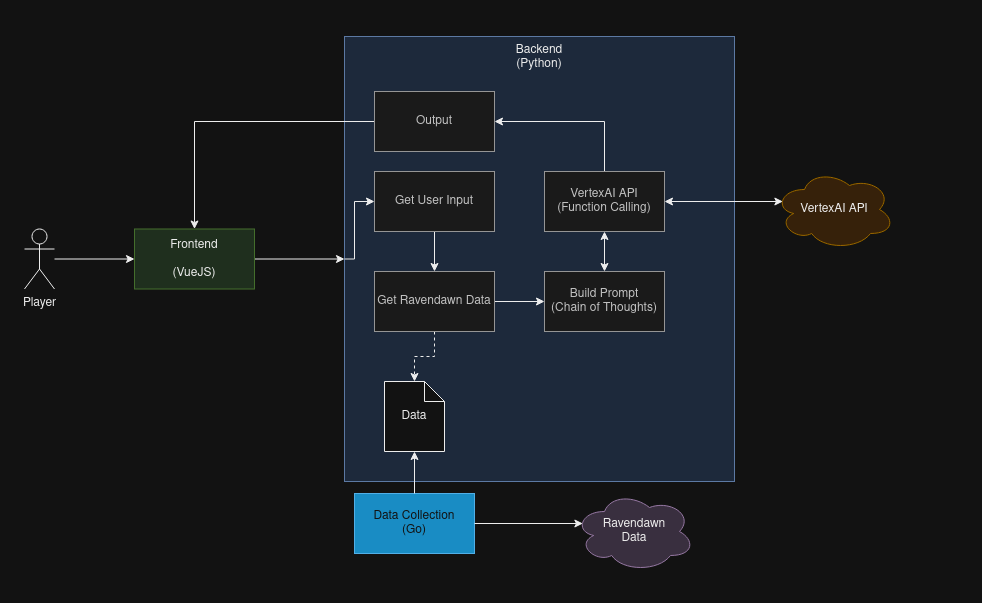 Backend
(Python)
Output
Get User Input
VertexAI API
(Function Calling)
VertexAI API
Frontend
(VueJS)
Player
Get Ravendawn Data
Build Prompt
(Chain of Thoughts)
Data
Data Collection
(Go)
Ravendawn
Data